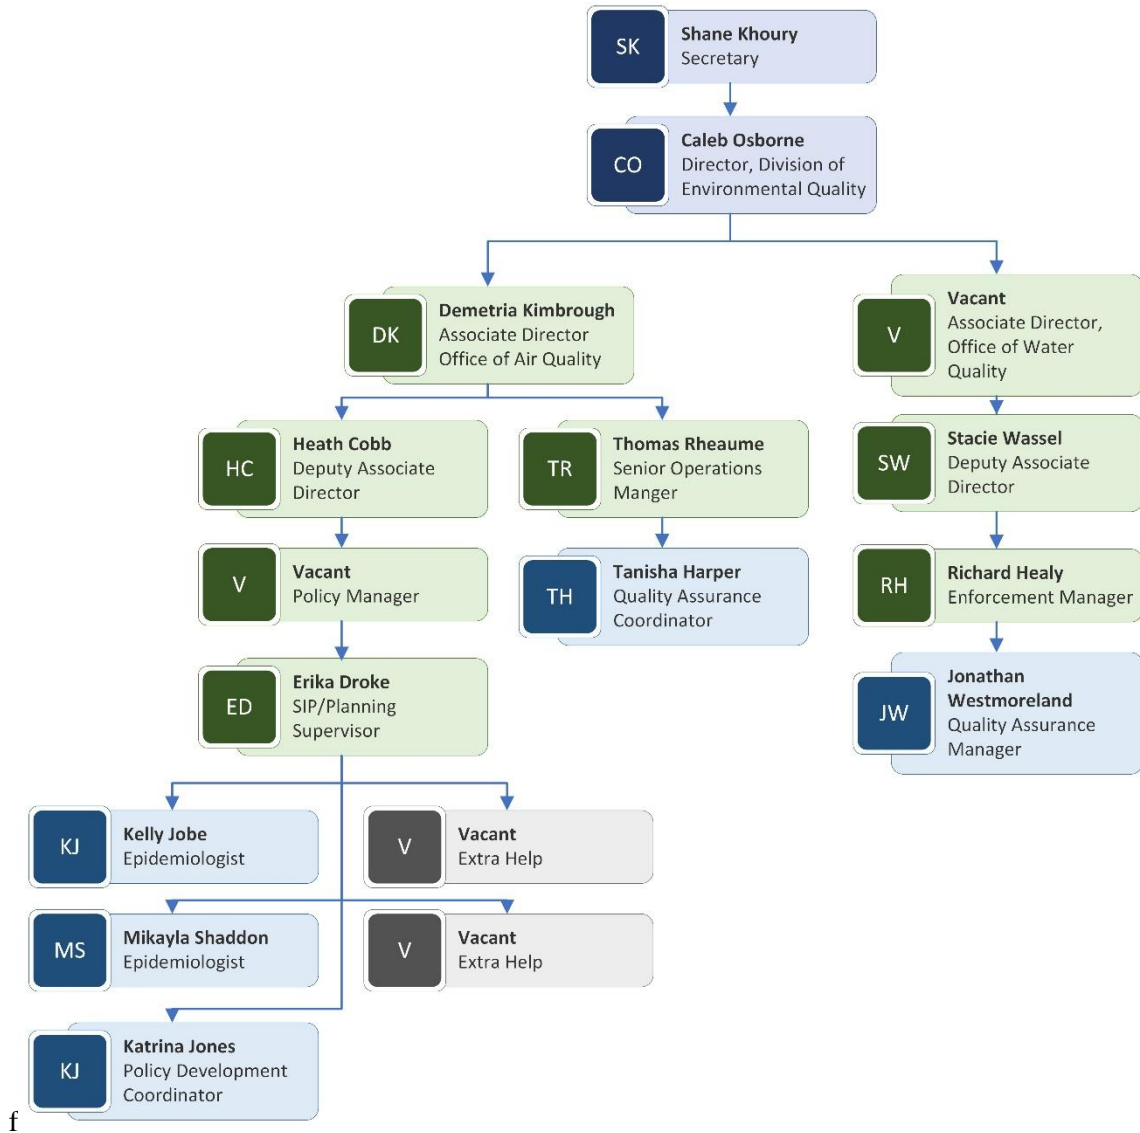 SK
Shane Khoury
Secretary
CO
Caleb Osborne
Director, Division of
Environmental Quality
DK
Demetria Kimbrough
Associate Director
Office of Air Quality
V
Vacant
Associate Director,
Office of Water
Quality
HC
Heath Cobb
Deputy Associate
Director
TR
Thomas Rheaume
Senior Operations
Manger
SW
Stacie Wassel
Deputy Associate
Director
V
Vacant
Policy Manager
TH
Tanisha Harper
Quality Assurance
Coordinator
RH
Richard Healy
Enforcement Manager
ED
Erika Droke
SIP/Planning
Supervisor
JW
Jonathan
Westmoreland
Quality Assurance
Manager
KJ
Kelly Jobe
Epidemiologist
V
Vacant
Extra Help
MS
Mikayla Shaddon
Epidemiologist
V
Vacant
Extra Help
KJ
Katrina Jones
Policy Development
Coordinator
f